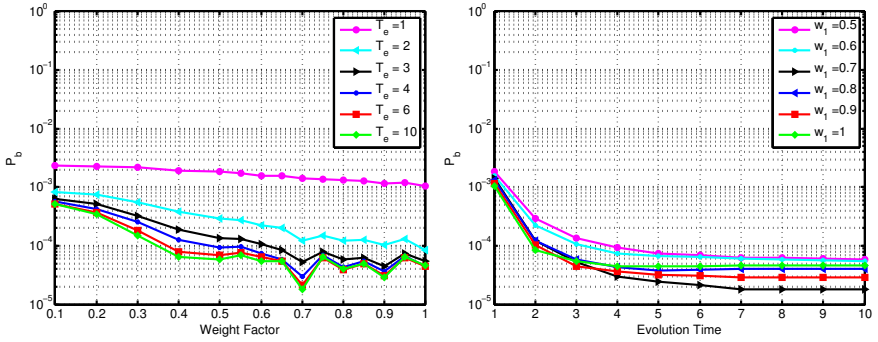 10^0
10^-1
10^-2
10^-3
10^-4
10^-5
P_b
0.1 0.2 0.3 0.4 0.5 0.6 0.7 0.8 0.9 1
Weight Factor
T_e =1
T_e = 2
T_e = 3
T_e = 4
T_e = 6
T_e = 10
10^0
10^-1
10^-2
10^-3
10^-4
10^-5
P_b
1 2 3 4 5 6 7 8 9 10
Evolution Time
w_1 =0.5
w_1 =0.6
w_1 =0.7
w_1 =0.8
w_1 =0.9
w_1 =1